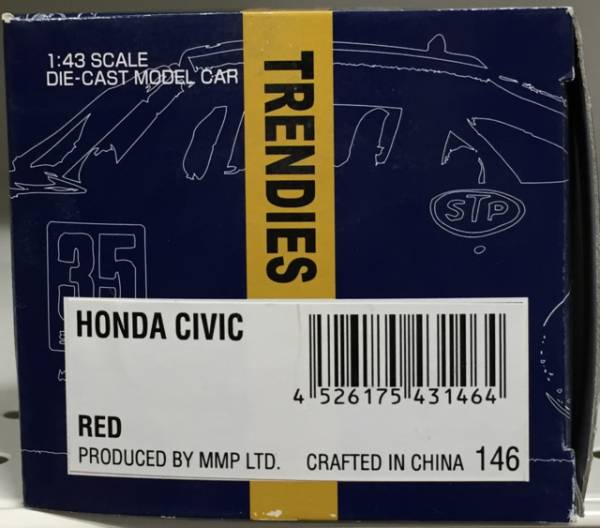 1:43 SCALE
DIE-CAST MODEL CAR
TRENDIES
STP
35
HONDA CIVIC
4 526175 431464
RED
PRODUCED BY MMP LTD. CRAFTED IN CHINA 146